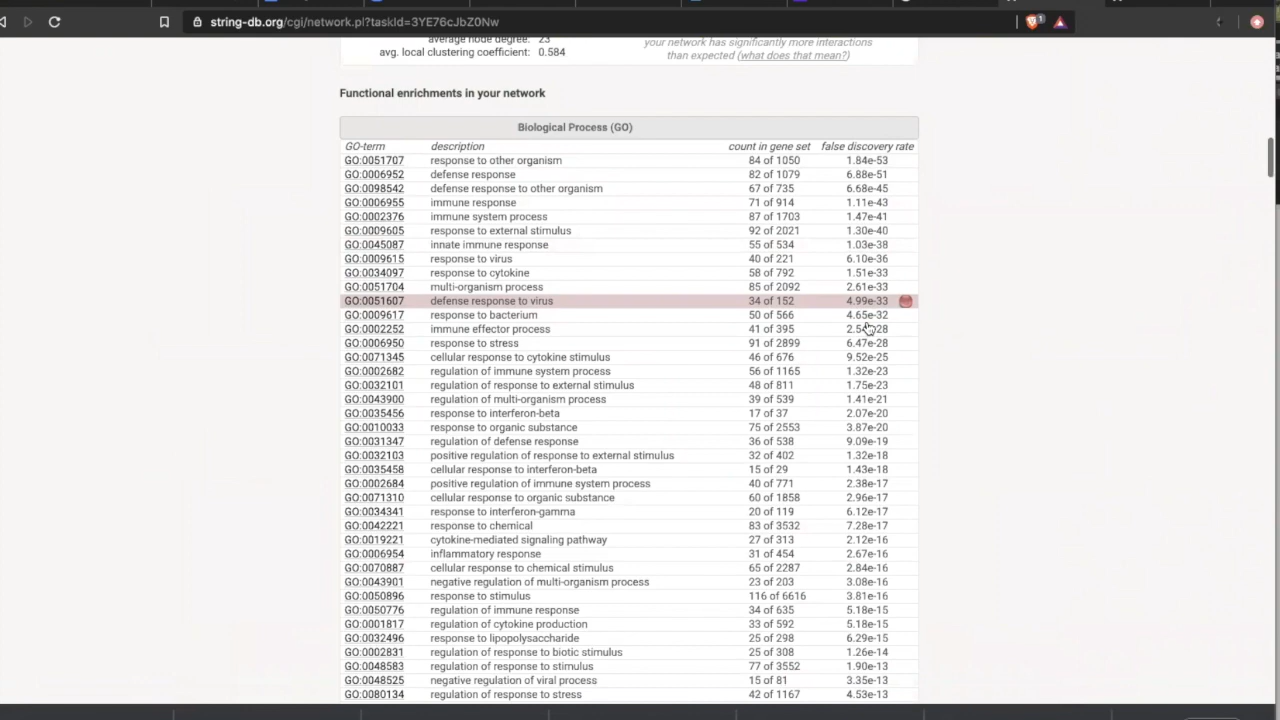 string-db.org/cgi/network.pl?taskId=3YE76cJbZ0Nw
1
average node degree: 23
avg. local clustering coefficient: 0.584
your network has significantly more interactions
than expected (what does that mean?)
Functional enrichments in your network
Biological Process (GO)
GO-term description count in gene set false discovery rate
GO:0051707 response to other organism 84 of 1050 1.84e-53
GO:0006952 defense response 82 of 1079 6.88e-51
GO:0098542 defense response to other organism 67 of 735 6.68e-45
GO:0006955 immune response 71 of 914 1.11e-43
GO:0002376 immune system process 87 of 1703 1.47e-41
GO:0009605 response to external stimulus 92 of 2021 1.30e-40
GO:0045087 innate immune response 55 of 534 1.03e-38
GO:0009615 response to virus 40 of 221 6.10e-36
GO:0034097 response to cytokine 58 of 792 1.51e-33
GO:0051704 multi-organism process 85 of 2092 2.61e-33
GO:0051607 defense response to virus 34 of 152 4.99e-33
GO:0009617 response to bacterium 50 of 566 4.65e-32
GO:0002252 immune effector process 41 of 395
GO:0006950 response to stress 91 of 2899 6.47e-28
GO:0071345 cellular response to cytokine stimulus 46 of 676 9.52e-25
GO:0002682 regulation of immune system process 56 of 1165 1.32e-23
GO:0032101 regulation of response to external stimulus 48 of 811 1.75e-23
GO:0043900 regulation of multi-organism process 39 of 539 1.41e-21
GO:0035456 response to interferon-beta 17 of 37 2.07e-20
GO:0010033 response to organic substance 75 of 2553 3.87e-20
GO:0031347 regulation of defense response 36 of 538 9.09e-19
GO:0032103 positive regulation of response to external stimulus 32 of 402 1.32e-18
GO:0035458 cellular response to interferon-beta 15 of 29 1.43e-18
GO:0002684 positive regulation of immune system process 40 of 771 2.38e-17
GO:0071310 cellular response to organic substance 60 of 1858 2.96e-17
GO:0034341 response to interferon-gamma 20 of 119 6.12e-17
GO:0042221 response to chemical 83 of 3532 7.28e-17
GO:0019221 cytokine-mediated signaling pathway 27 of 313 2.12e-16
GO:0006954 inflammatory response 31 of 454 2.67e-16
GO:0070887 cellular response to chemical stimulus 65 of 2287 2.84e-16
GO:0043901 negative regulation of multi-organism process 23 of 203 3.08e-16
GO:0050896 response to stimulus 116 of 6616 3.81e-16
GO:0050776 regulation of immune response 34 of 635 5.18e-15
GO:0001817 regulation of cytokine production 33 of 592 5.18e-15
GO:0032496 response to lipopolysaccharide 25 of 298 6.29e-15
GO:0002831 regulation of response to biotic stimulus 25 of 308 1.26e-14
GO:0048583 regulation of response to stimulus 77 of 3552 1.90e-13
GO:0048525 negative regulation of viral process 15 of 81 3.35e-13
GO:0080134 regulation of response to stress 42 of 1167 4.53e-13